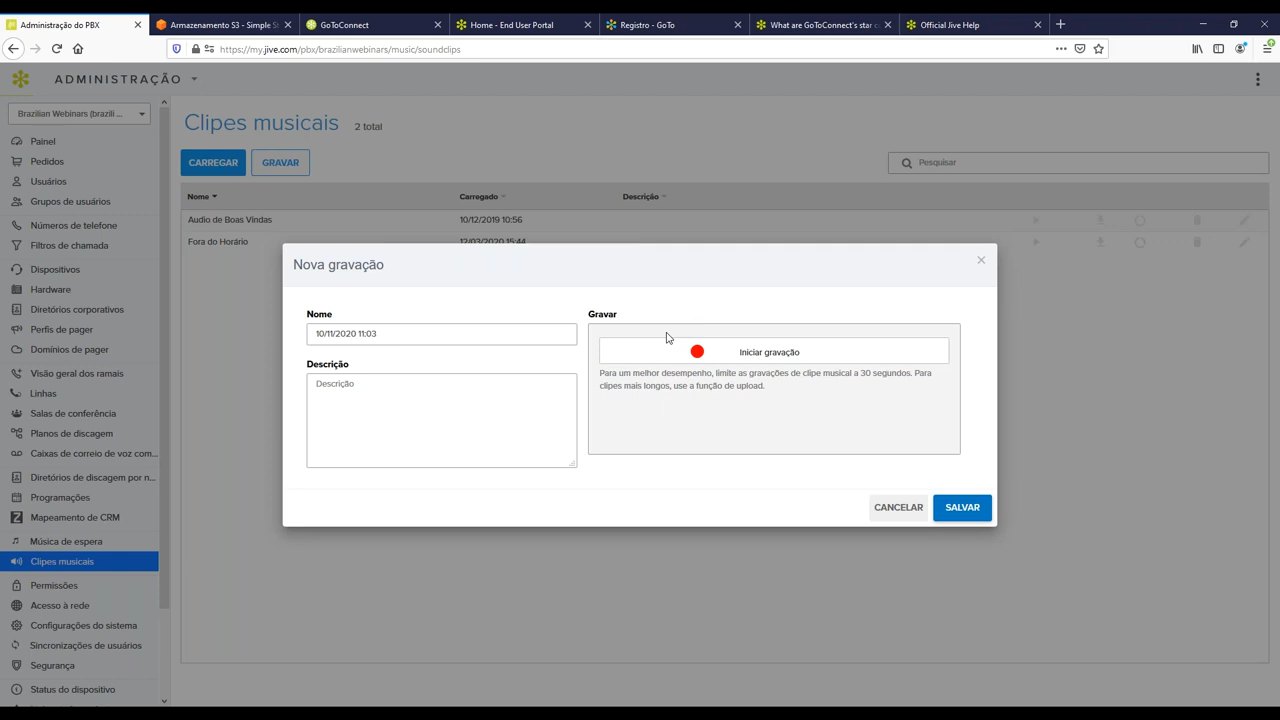 Administração do PBX
Armazenamento S3 - Simple S
GoToConnect
Home - End User Portal
Registro - GoTo
What are GoToConnect's star c
Official Jive Help
https://my.jive.com/pbx/brazilianwebinars/music/soundclips
ADMINISTRAÇÃO
Brazilian Webinars (brazili ...
Painel
Pedidos
Usuários
Grupos de usuários
Números de telefone
Filtros de chamada
Dispositivos
Hardware
Diretórios corporativos
Perfis de pager
Domínios de pager
Visão geral dos ramais
Linhas
Salas de conferência
Planos de discagem
Caixas de correio de voz com...
Diretórios de discagem por n...
Programações
Mapeamento de CRM
Música de espera
Clipes musicais
Permissões
Acesso à rede
Configurações do sistema
Sincronizações de usuários
Segurança
Status do dispositivo
Clipes musicais 2 total
CARREGAR GRAVAR
Pesquisar
Nome Carregado Descrição
Audio de Boas Vindas 10/12/2019 10:56
Fora do Horário 12/03/2020 15:44
Nova gravação
Nome
10/11/2020 11:03
Descrição
Descrição
Gravar
Iniciar gravação
Para um melhor desempenho, limite as gravações de clipe musical a 30 segundos. Para
clipes mais longos, use a função de upload.
CANCELAR SALVAR